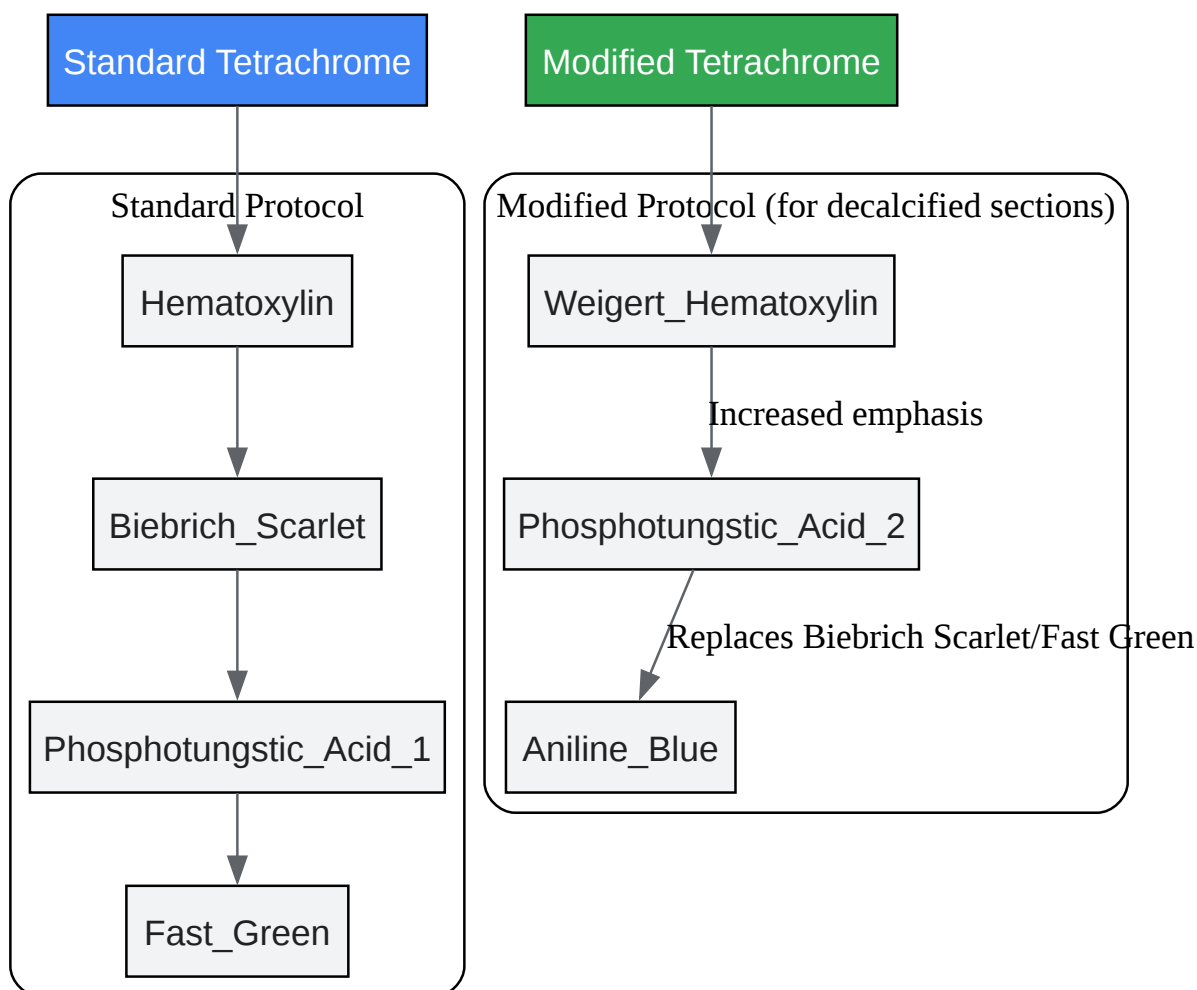 Standard Tetrachrome
Modified Tetrachrome
Standard Protocol
Hematoxylin
Biebrich_Scarlet
Phosphotungstic_Acid_1
Fast_Green
Modified Protocol (for decalcified sections)
Weigert_Hematoxylin
Increased emphasis
Phosphotungstic_Acid_2
Replaces Biebrich Scarlet/Fast Green
Aniline_Blue